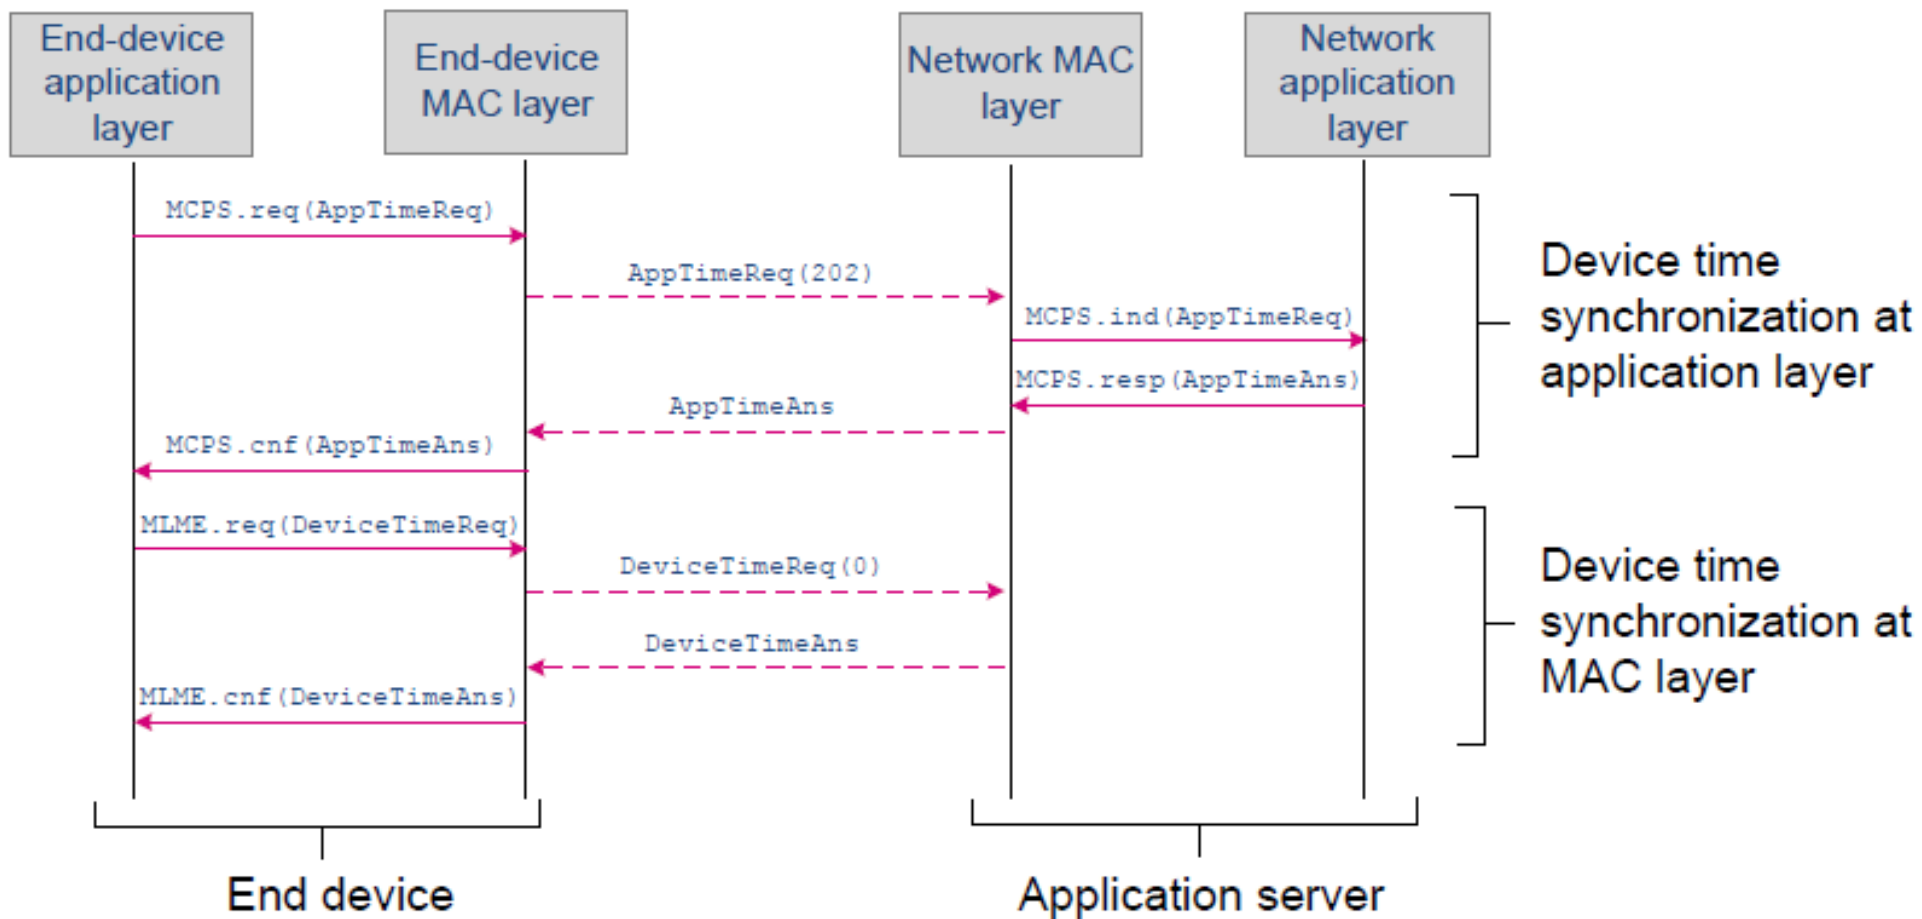 End-device
application
layer
End-device
MAC layer
Network MAC
layer
Network
application
layer
MCPS.req(AppTimeReq)
AppTimeReq(202)
MCPS.ind(AppTimeReq)
MCPS.resp(AppTimeAns)
AppTimeAns
MCPS.cnf(AppTimeAns)
Device time
synchronization at
application layer
MLME.req(DeviceTimeReq)
DeviceTimeReq(0)
DeviceTimeAns
MLME.cnf(DeviceTimeAns)
Device time
synchronization at
MAC layer
End device
Application server